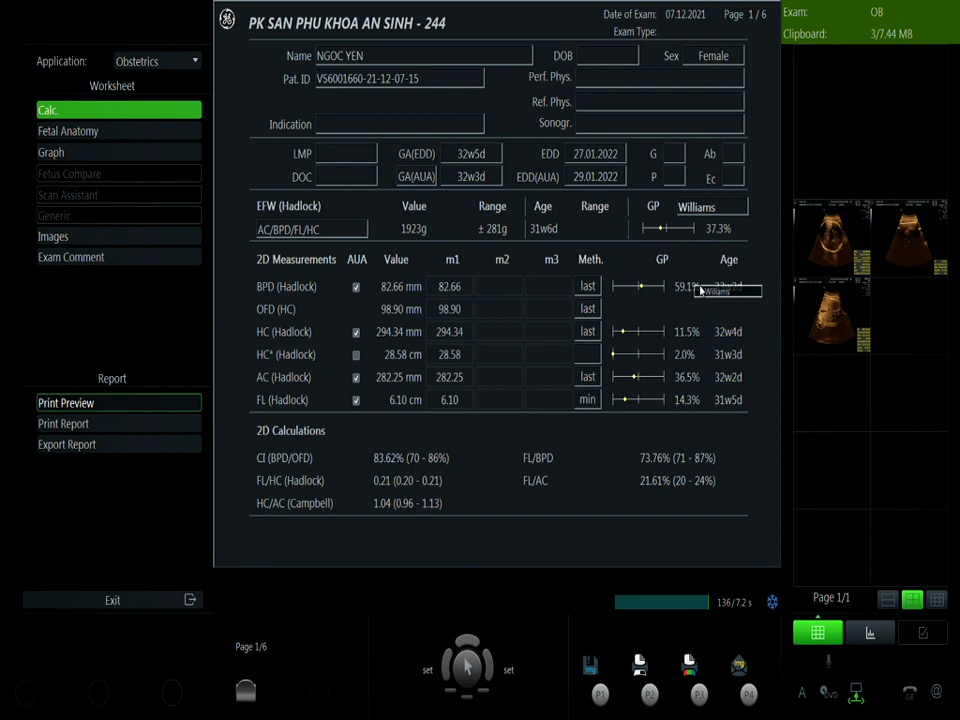 PK SAN PHU KHOA AN SINH - 244
Date of Exam: 07.12.2021 Page 1 / 6
Exam Type:
Exam: OB
Clipboard: 3/7.44 MB
Application: Obstetrics
Worksheet
Calc.
Fetal Anatomy
Graph
Fetus Compare
Scan Assistant
Generic
Images
Exam Comment
Report
Print Preview
Print Report
Export Report
Exit
Name NGOC YEN DOB Sex Female
Pat. ID VS6001660-21-12-07-15 Perf. Phys.
Ref. Phys.
Indication Sonogr.
LMP GA(EDD) 32w5d EDD 27.01.2022 G Ab
DOC GA(AUA) 32w3d EDD(AUA) 29.01.2022 P Ec
EFW (Hadlock) Value Range Age Range GP Williams
AC/BPD/FL/HC 1923g ± 281g 31w6d 37.3%
2D Measurements AUA Value m1 m2 m3 Meth. GP Age
BPD (Hadlock) 82.66 mm 82.66 last 59.1% Williams
OFD (HC) 98.90 mm 98.90 last
HC (Hadlock) 294.34 mm 294.34 last 11.5% 32w4d
HC* (Hadlock) 28.58 cm 28.58 2.0% 31w3d
AC (Hadlock) 282.25 mm 282.25 last 36.5% 32w2d
FL (Hadlock) 6.10 cm 6.10 min 14.3% 31w5d
2D Calculations
CI (BPD/OFD) 83.62% (70 - 86%) FL/BPD 73.76% (71 - 87%)
FL/HC (Hadlock) 0.21 (0.20 - 0.21) FL/AC 21.61% (20 - 24%)
HC/AC (Campbell) 1.04 (0.96 - 1.13)
136/7.2 s
Page 1/1
Page 1/6
set set
P1 P2 P3 P4
A DVD @